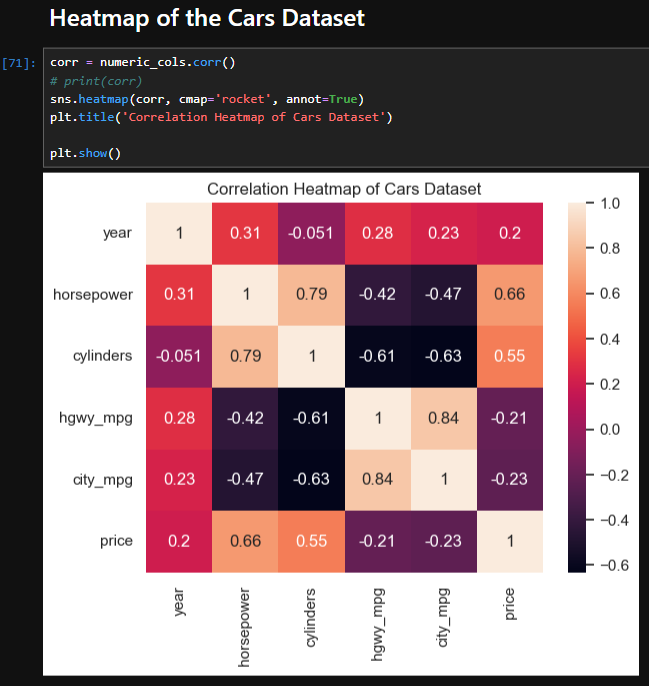 Heatmap of the Cars Dataset
[71]: corr = numeric_cols.corr()
# print(corr)
sns.heatmap(corr, cmap='rocket', annot=True)
plt.title('Correlation Heatmap of Cars Dataset')
plt.show()
Correlation Heatmap of Cars Dataset
year 1 0.31 -0.051 0.28 0.23 0.2
horsepower 0.31 1 0.79 -0.42 -0.47 0.66
cylinders -0.051 0.79 1 -0.61 -0.63 0.55
hgwy_mpg 0.28 -0.42 -0.61 1 0.84 -0.21
city_mpg 0.23 -0.47 -0.63 0.84 1 -0.23
price 0.2 0.66 0.55 -0.21 -0.23 1
year horsepower cylinders hgwy_mpg city_mpg price
1.0
0.8
0.6
0.4
0.2
0.0
−0.2
−0.4
−0.6